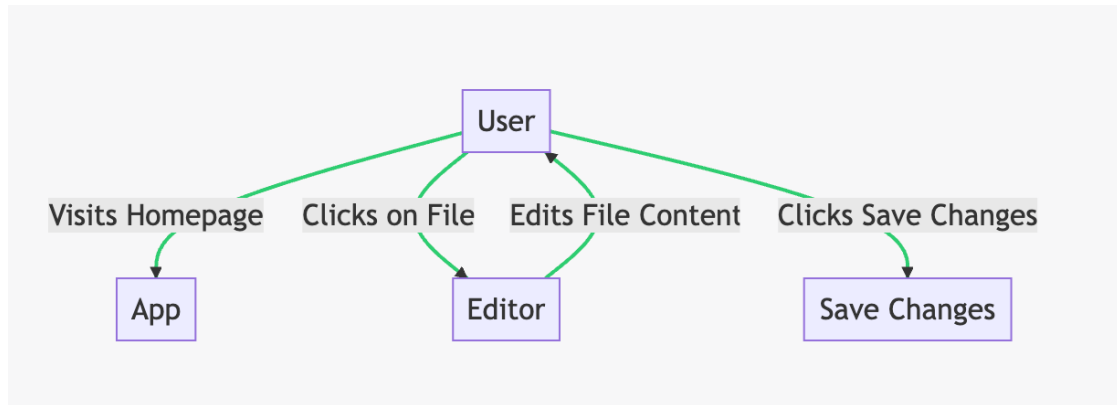 User
Visits Homepage
Clicks on File
Edits File Content
Clicks Save Changes
App
Editor
Save Changes